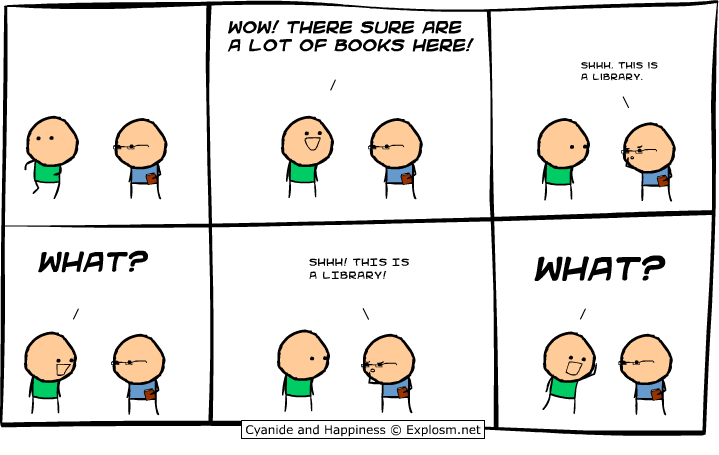 WOW! THERE SURE ARE
A LOT OF BOOKS HERE!
SHHH. THIS IS
A LIBRARY.
WHAT?
SHHH! THIS IS
A LIBRARY!
WHAT?
Cyanide and Happiness © Explosm.net